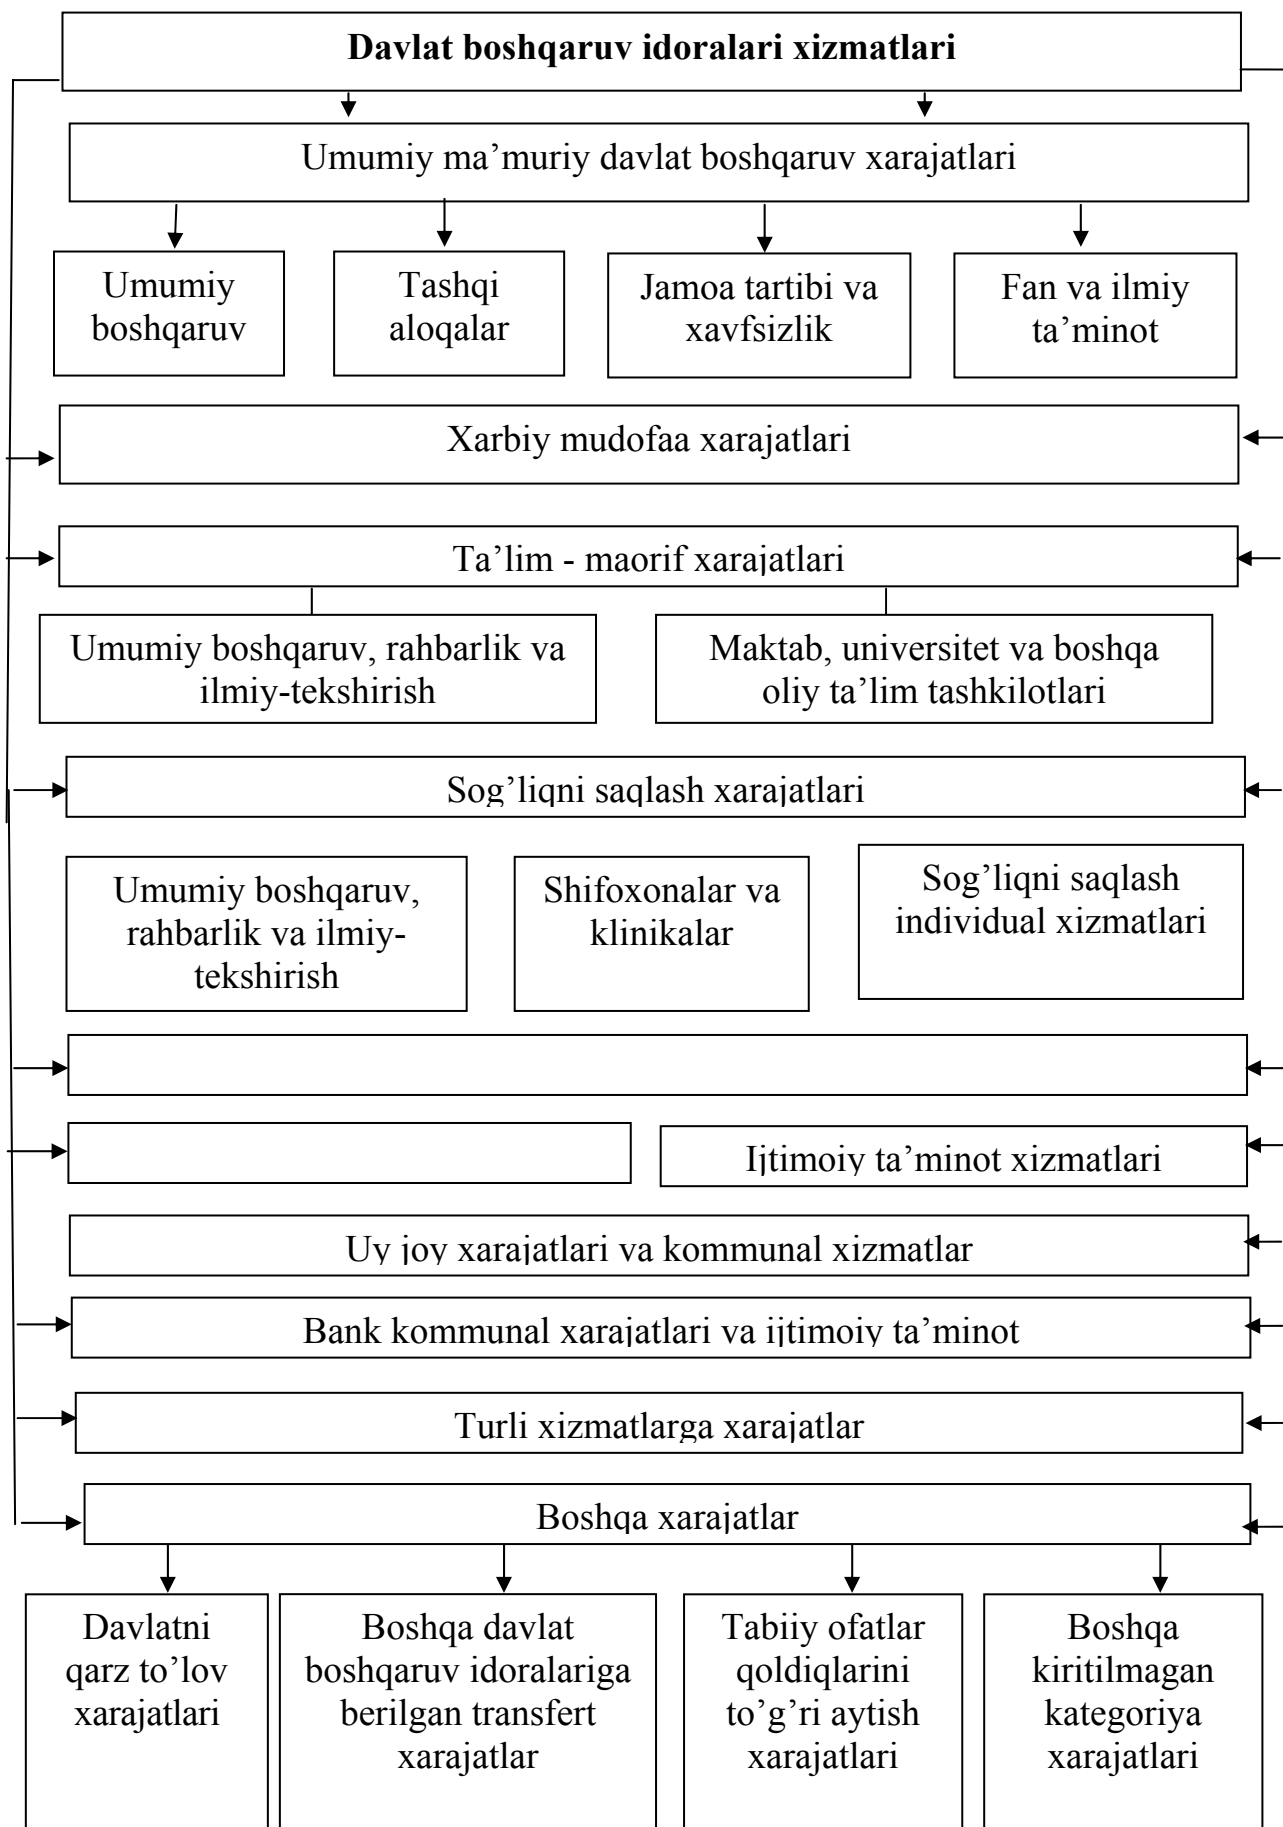 Davlat boshqaruv idoralari xizmatlari
Umumiy ma’muriy davlat boshqaruv xarajatlari
Umumiy
boshqaruv
Tashqi
aloqalar
Jamoa tartibi va
xavfsizlik
Fan va ilmiy
ta’minot
Xarbiy mudofaa xarajatlari
Ta’lim - maorif xarajatlari
Umumiy boshqaruv, rahbarlik va
ilmiy-tekshirish
Maktab, universitet va boshqa
oliy ta’lim tashkilotlari
Sog’liqni saqlash xarajatlari
Umumiy boshqaruv,
rahbarlik va ilmiy-
tekshirish
Shifoxonalar va
klinikalar
Sog’liqni saqlash
individual xizmatlari
Ijtimoiy ta’minot xizmatlari
Uy joy xarajatlari va kommunal xizmatlar
Bank kommunal xarajatlari va ijtimoiy ta’minot
Turli xizmatlarga xarajatlar
Boshqa xarajatlar
Davlatni
qarz to’lov
xarajatlari
Boshqa davlat
boshqaruv idoralariga
berilgan transfert
xarajatlar
Tabiiy ofatlar
qoldiqlarini
to’g’ri aytish
xarajatlari
Boshqa
kiritilmagan
kategoriya
xarajatlari